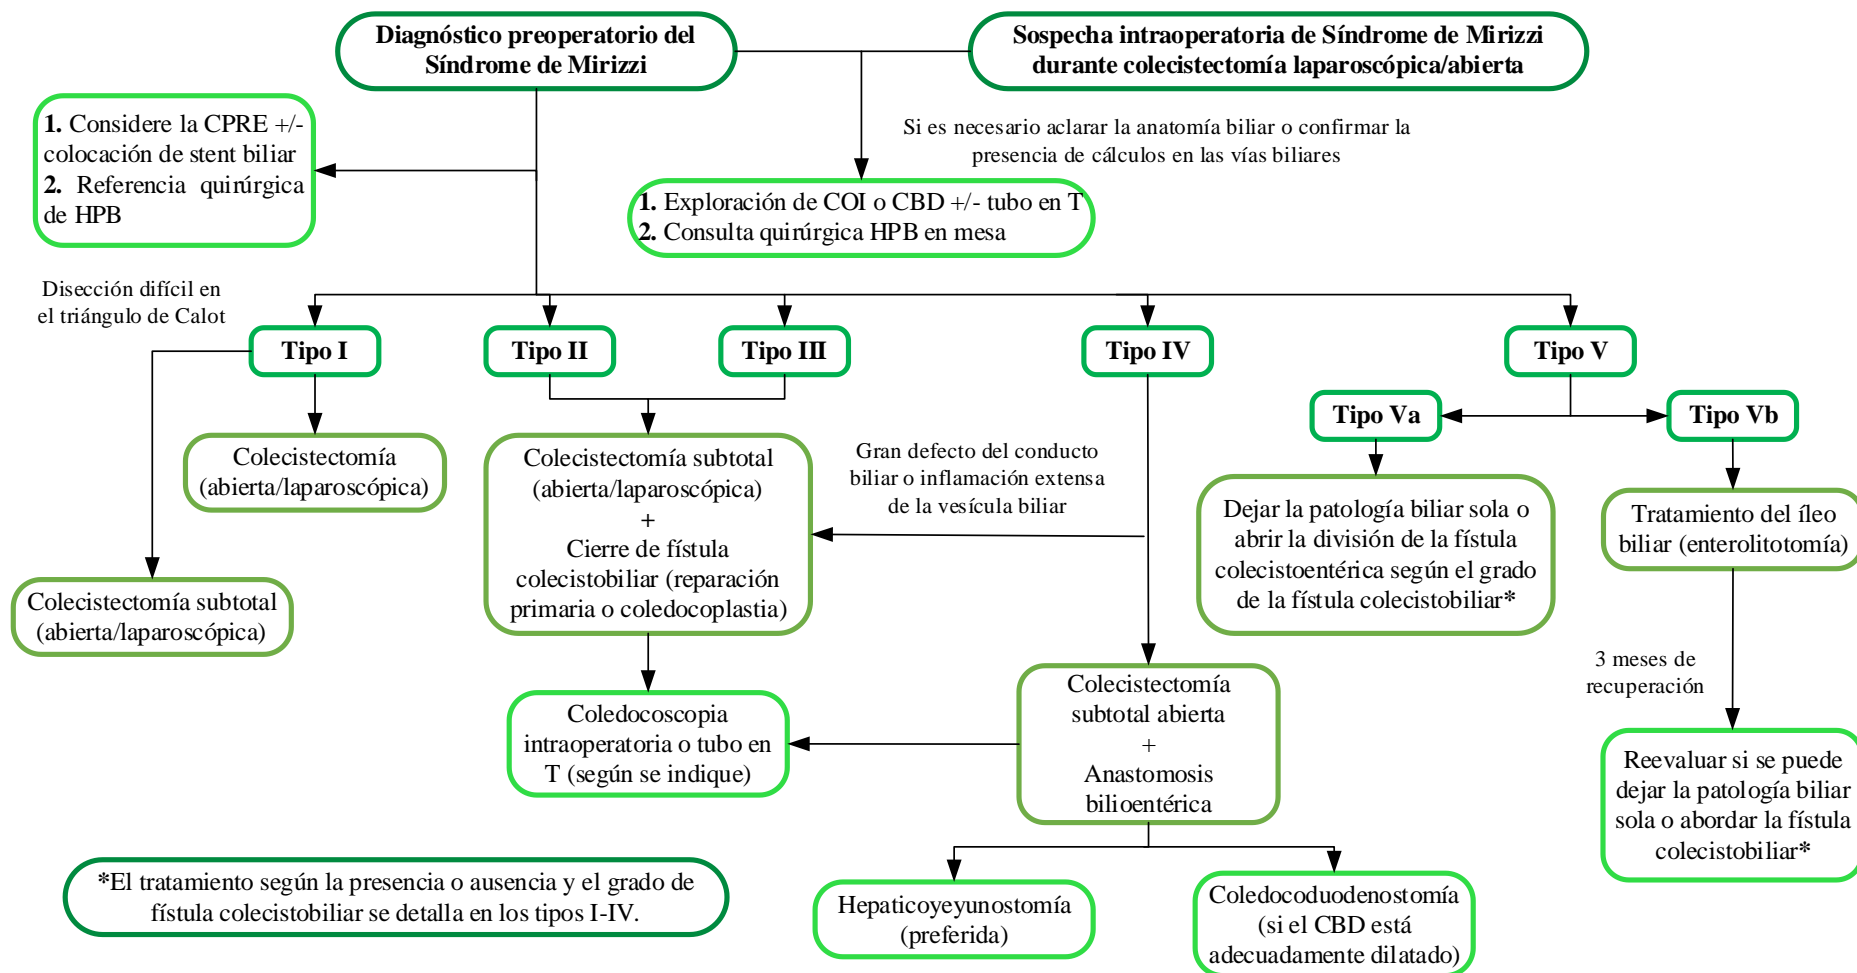 Diagnóstico preoperatorio del
Síndrome de Mirizzi
Sospecha intraoperatoria de Síndrome de Mirizzi
durante colecistectomía laparoscópica/abierta
1. Considere la CPRE +/-
colocación de stent biliar
2. Referencia quirúrgica
de HPB
Si es necesario aclarar la anatomía biliar o confirmar la
presencia de cálculos en las vías biliares
1. Exploración de COI o CBD +/- tubo en T
2. Consulta quirúrgica HPB en mesa
Disección difícil en
el triángulo de Calot
Tipo I
Tipo II
Tipo III
Tipo IV
Tipo V
Tipo Va
Tipo Vb
Colecistectomía
(abierta/laparoscópica)
Colecistectomía subtotal
(abierta/laparoscópica)
+
Cierre de fístula
colecistobiliar (reparación
primaria o coledocoplastia)
Gran defecto del conducto
biliar o inflamación extensa
de la vesícula biliar
Dejar la patología biliar sola o
abrir la división de la fístula
colecistoentérica según el grado
de la fístula colecistobiliar*
Tratamiento del íleo
biliar (enterolitotomía)
Colecistectomía subtotal
(abierta/laparoscópica)
3 meses de
recuperación
Coledocoscopia
intraoperatoria o tubo en
T (según se indique)
Colecistectomía
subtotal abierta
+
Anastomosis
bilioentérica
Reevaluar si se puede
dejar la patología biliar
sola o abordar la fístula
colecistobiliar*
*El tratamiento según la presencia o ausencia y el grado de
fístula colecistobiliar se detalla en los tipos I-IV.
Hepaticoyeyunostomía
(preferida)
Coledocoduodenostomía
(si el CBD está
adecuadamente dilatado)